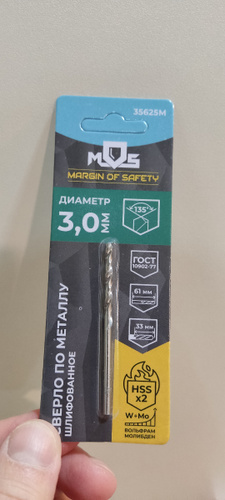 35625M
MOS
MARGIN OF SAFETY
ДИАМЕТР
3,0 ММ
135°
ГОСТ
10902-77
61 мм
33 мм
СВЕРЛО ПО МЕТАЛЛУ
ШЛИФОВАННОЕ
HSS
x2
W+Mo
ВОЛЬФРАМ
МОЛИБДЕН